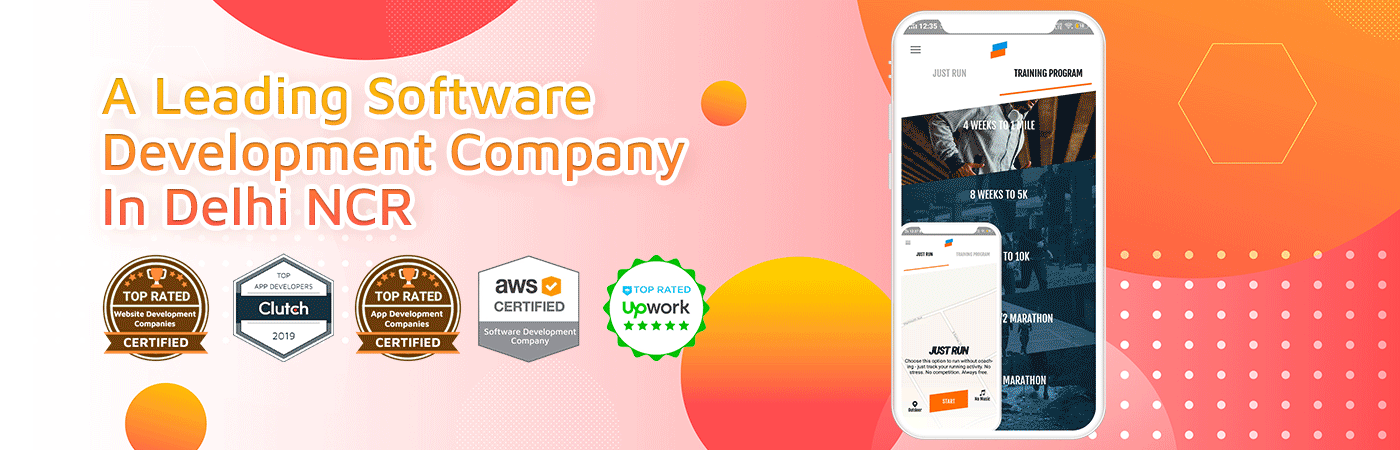 A Leading Software
Development Company
In Delhi NCR
TOP RATED
Website Development
Companies
CERTIFIED
TOP
APP DEVELOPERS
Clutch
2019
TOP RATED
App Development
Companies
CERTIFIED
aws
CERTIFIED
Software Development
Company
TOP RATED
Upwork
12:35
JUST RUN
TRAINING PROGRAM
4 WEEKS TO 1 MILE
8 WEEKS TO 5K
TO 10K
2 MARATHON
MARATHON
JUST RUN
TRAINING PROGRAM
JUST RUN
Choose this option to run without coach-
ing - just track your running activity. No
stress. No competition. Always free.
Outdoor
START
No Music